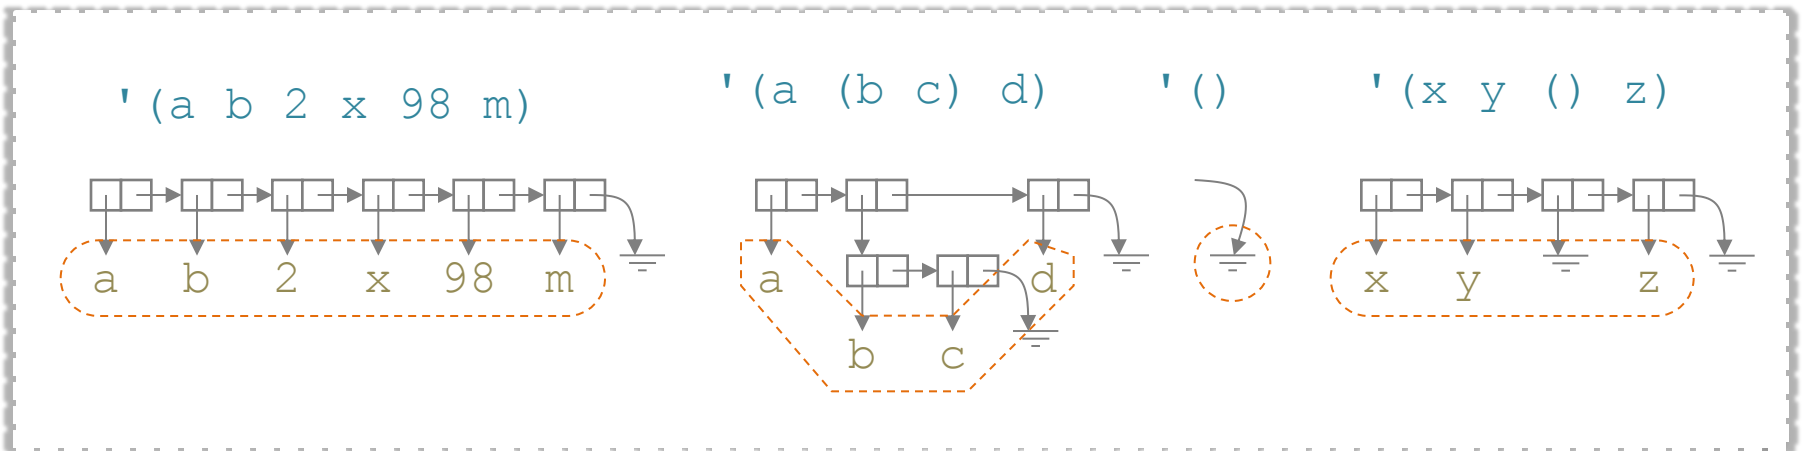 '(a b 2 x 98 m)
'(a (b c) d)
'()
'(x y () z)
a b 2 x 98 m
a d
b c
x y z